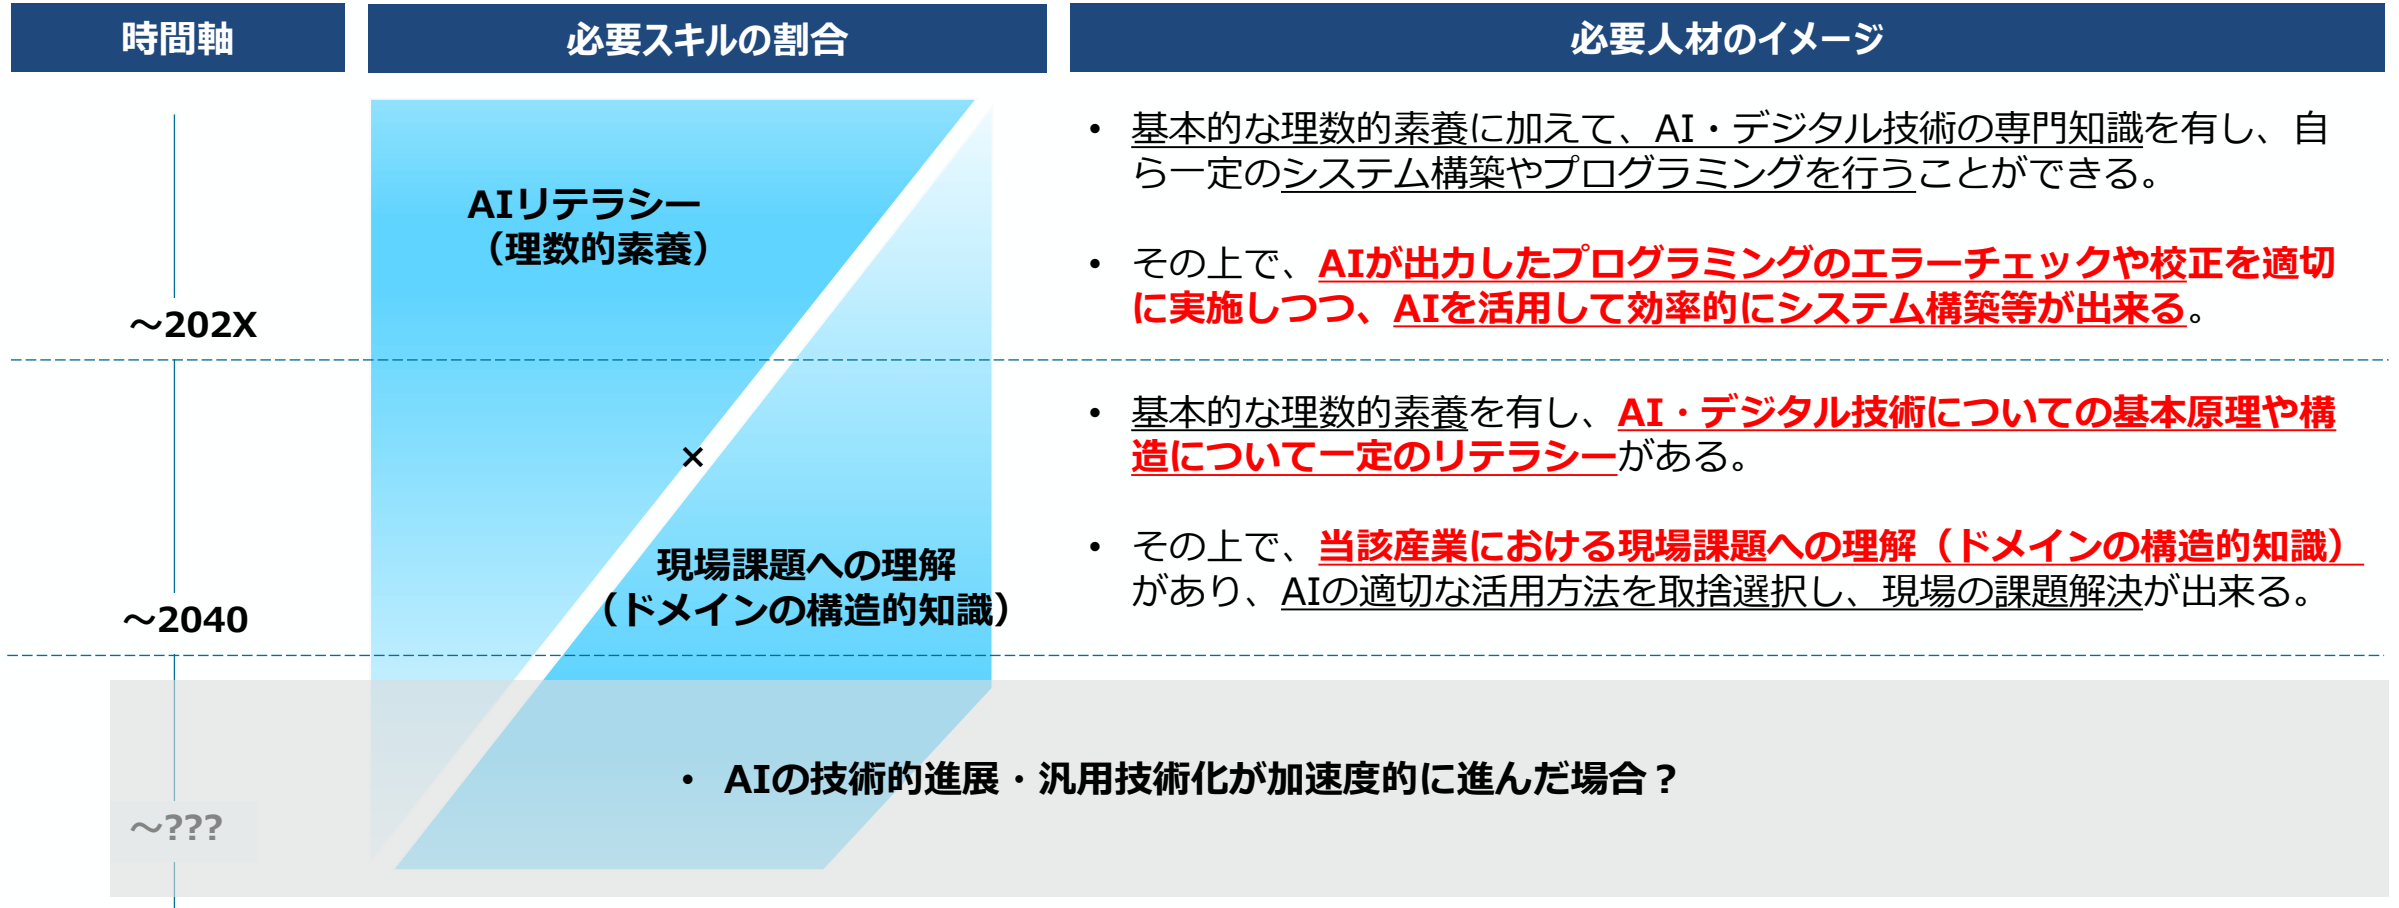 時間軸
必要スキルの割合
必要人材のイメージ
AIリテラシー
（理数的素養）
～202X
• 基本的な理数的素養に加えて、AI・デジタル技術の専門知識を有し、自
ら一定のシステム構築やプログラミングを行うことができる。
• その上で、AIが出力したプログラミングのエラーチェックや校正を適切
に実施しつつ、AIを活用して効率的にシステム構築等が出来る。
×
現場課題への理解
（ドメインの構造的知識）
～2040
• 基本的な理数的素養を有し、AI・デジタル技術についての基本原理や構
造について一定のリテラシーがある。
• その上で、当該産業における現場課題への理解（ドメインの構造的知識）
があり、AIの適切な活用方法を取捨選択し、現場の課題解決が出来る。
• AIの技術的進展・汎用技術化が加速度的に進んだ場合？
～???